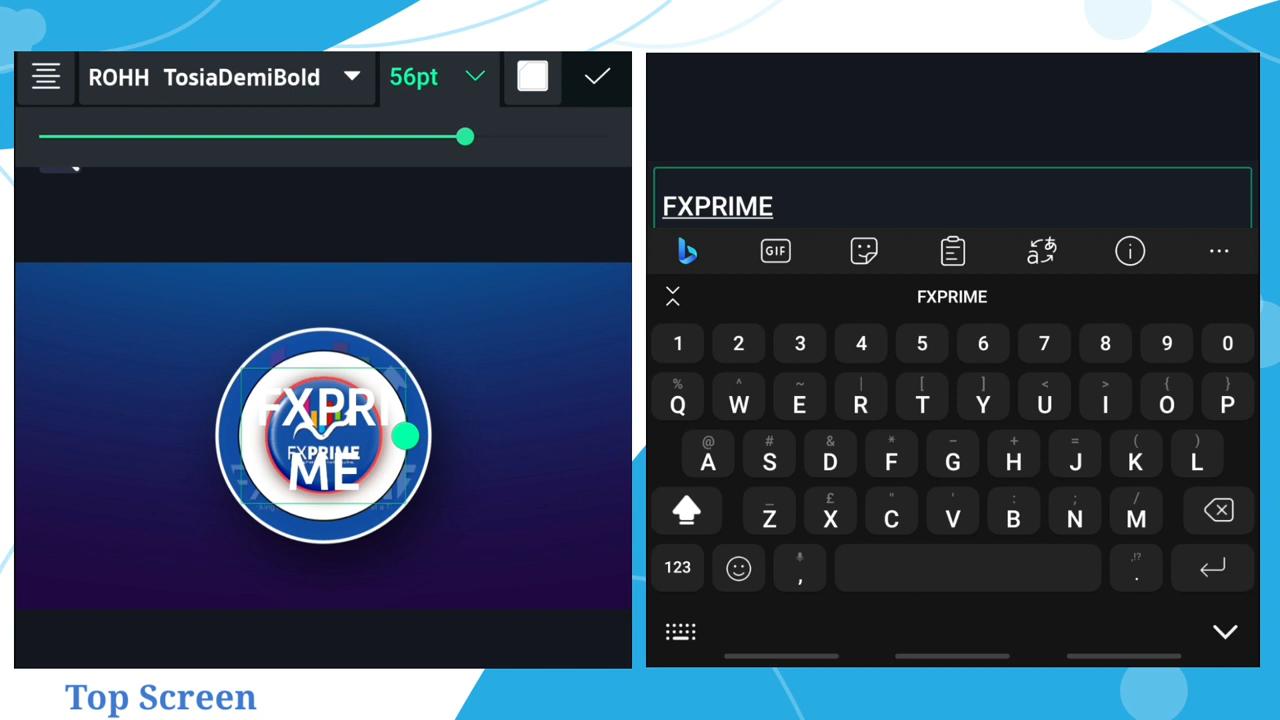 ROHH TosiaDemiBold
56pt
FXPRI
FXPRIME
ME
FXPRIME
GIF
FXPRIME
1 2 3 4 5 6 7 8 9 0
% ^ ~ | [ ] < > { }
Q W E R T Y U I O P
@ # & * - + = ( )
A S D F G H J K L
_ £ " ' : ; /
Z X C V B N M
123 , ,!? .
Top Screen